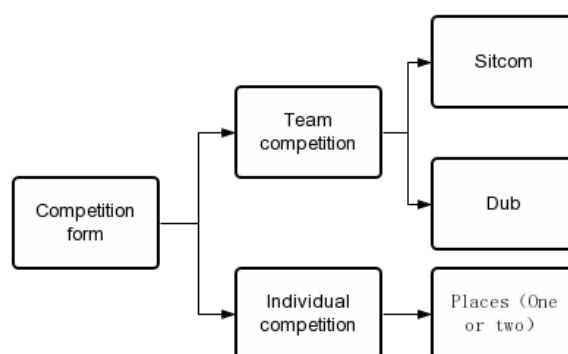 Sitcom
Team
competition
Dub
Competition
form
Individual
competition
Places（One
or two）